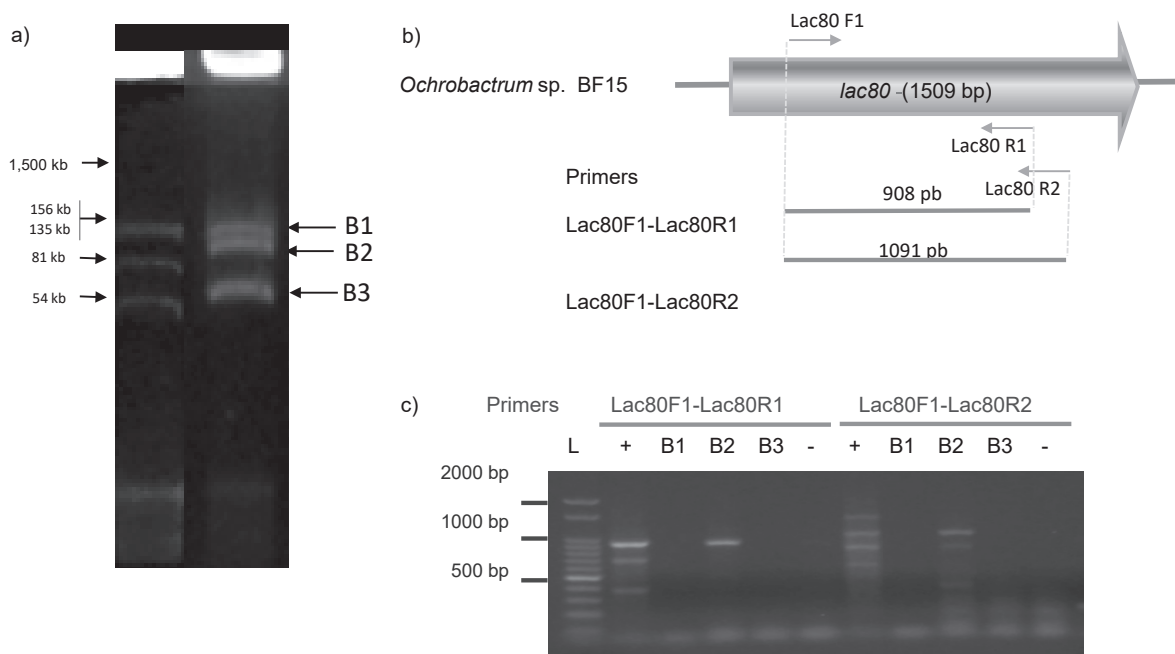 a)
1,500 kb
156 kb
135 kb
81 kb
54 kb
B1
B2
B3
b)
Lac80 F1
Ochrobactrum sp. BF15
lac80 -(1509 bp)
Lac80 R1
Lac80 R2
Primers
908 pb
Lac80F1-Lac80R1
1091 pb
Lac80F1-Lac80R2
c) Primers Lac80F1-Lac80R1 Lac80F1-Lac80R2
L + B1 B2 B3 - + B1 B2 B3 -
2000 bp
1000 bp
500 bp